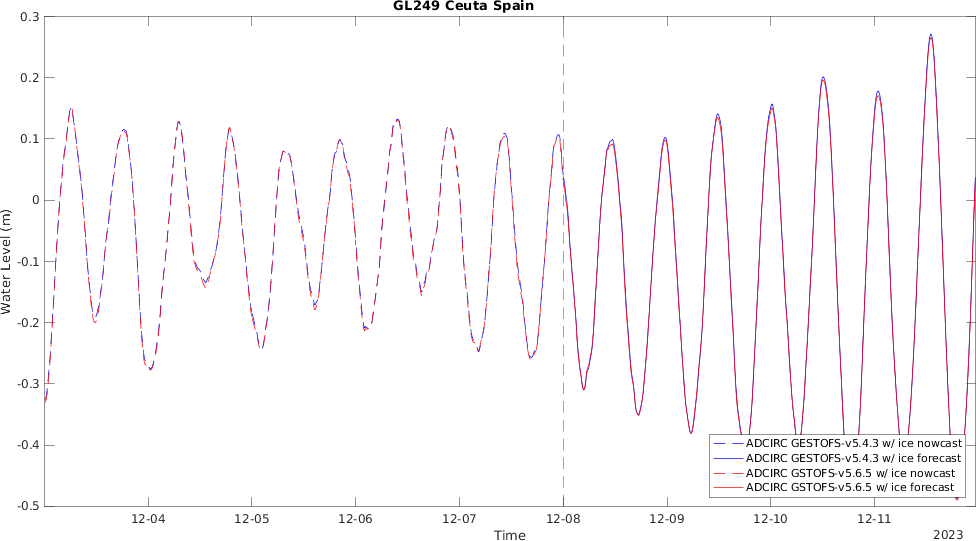 GL249 Ceuta Spain
0.3
0.2
0.1
0
-0.1
-0.2
-0.3
-0.4
-0.5
Water Level (m)
ADCIRC GESTOFS-v5.4.3 w/ ice nowcast
ADCIRC GESTOFS-v5.4.3 w/ ice forecast
ADCIRC GSTOFS-v5.6.5 w/ ice nowcast
ADCIRC GSTOFS-v5.6.5 w/ ice forecast
12-04 12-05 12-06 12-07 12-08 12-09 12-10 12-11
Time
2023